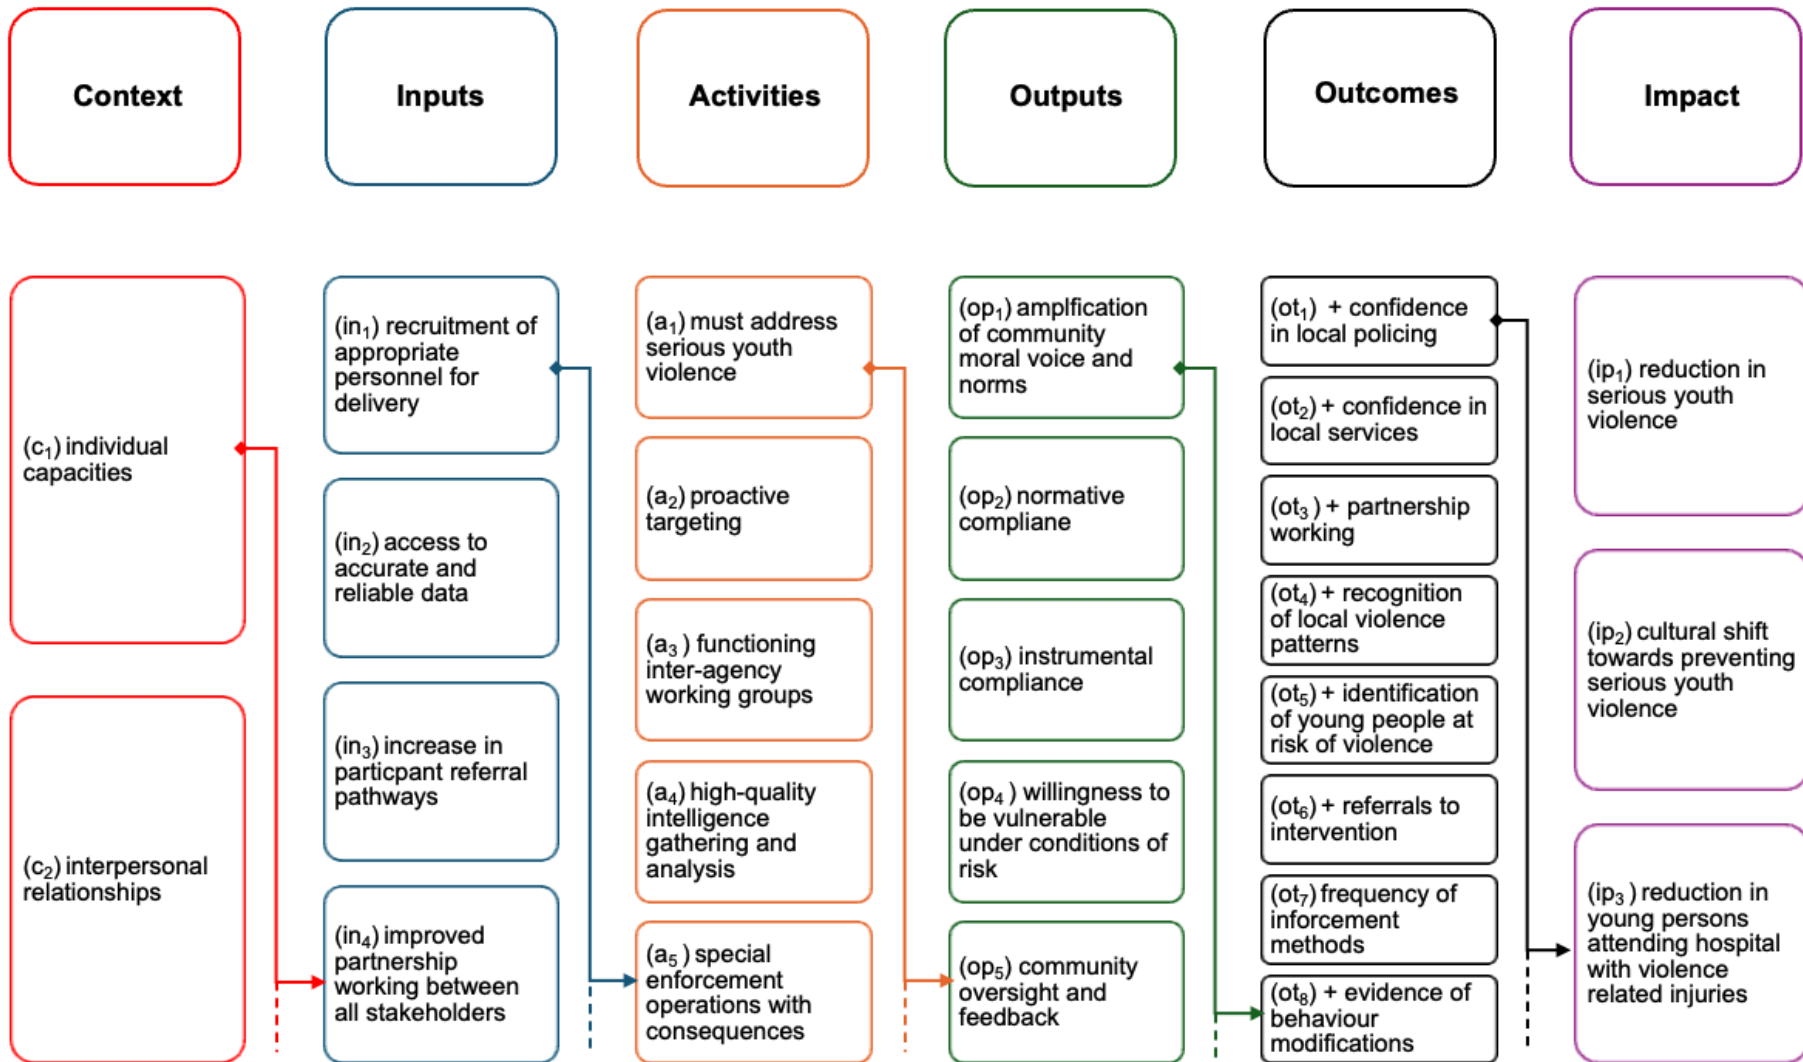 Context
Inputs
Activities
Outputs
Outcomes
Impact
(c₁) individual
capacities
(c₂) interpersonal
relationships
(in₁) recruitment of
appropriate
personnel for
delivery
(in₂) access to
accurate and
reliable data
(in₃) increase in
particpant referral
pathways
(in₄) improved
partnership
working between
all stakeholders
(a₁) must address
serious youth
violence
(a₂) proactive
targeting
(a₃) functioning
inter-agency
working groups
(a₄) high-quality
intelligence
gathering and
analysis
(a₅) special
enforcement
operations with
consequences
(op₁) amplfication
of community
moral voice and
norms
(op₂) normative
compliane
(op₃) instrumental
compliance
(op₄) willingness to
be vulnerable
under conditions of
risk
(op₅) community
oversight and
feedback
(ot₁) + confidence
in local policing
(ot₂) + confidence in
local services
(ot₃) + partnership
working
(ot₄) + recognition
of local violence
patterns
(ot₅) + identification
of young people at
risk of violence
(ot₆) + referrals to
intervention
(ot₇) frequency of
inforcement
methods
(ot₈) + evidence of
behaviour
modifications
(ip₁) reduction in
serious youth
violence
(ip₂) cultural shift
towards preventing
serious youth
violence
(ip₃) reduction in
young persons
attending hospital
with violence
related injuries